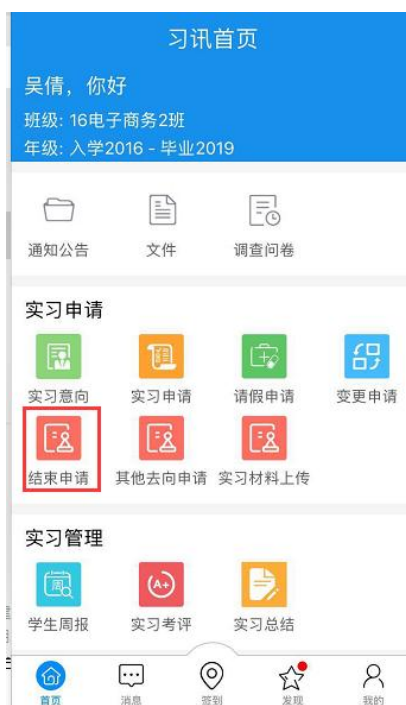 习讯首页
吴倩，你好
班级: 16电子商务2班
年级: 入学2016 - 毕业2019
通知公告 文件 调查问卷
实习申请
实习意向 实习申请 请假申请 变更申请
结束申请 其他去向申请 实习材料上传
实习管理
周 A+
学生周报 实习考评 实习总结
首页 消息 签到 发现 我的